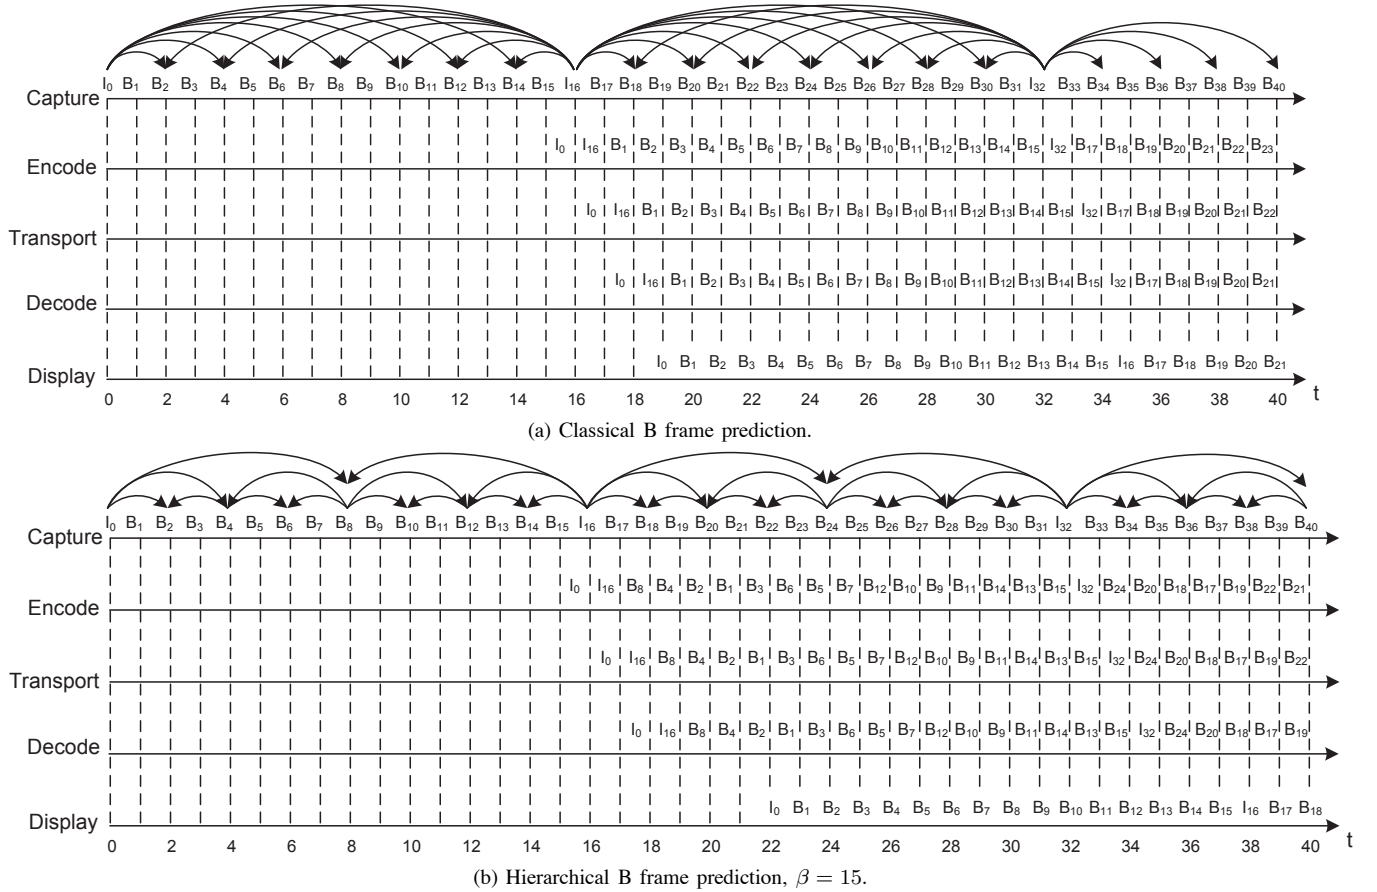 I₀ B₁ B₂ B₃ B₄ B₅ B₆ B₇ B₈ B₉ B₁₀ B₁₁ B₁₂ B₁₃ B₁₄ B₁₅ I₁₆ B₁₇ B₁₈ B₁₉ B₂₀ B₂₁ B₂₂ B₂₃ B₂₄ B₂₅ B₂₆ B₂₇ B₂₈ B₂₉ B₃₀ B₃₁ I₃₂ B₃₃ B₃₄ B₃₅ B₃₆ B₃₇ B₃₈ B₃₉ B₄₀
Capture
I₀ I₁₆ B₁ B₂ B₃ B₄ B₅ B₆ B₇ B₈ B₉ B₁₀ B₁₁ B₁₂ B₁₃ B₁₄ B₁₅ I₃₂ B₁₇ B₁₈ B₁₉ B₂₀ B₂₁ B₂₂ B₂₃
Encode
I₀ I₁₆ B₁ B₂ B₃ B₄ B₅ B₆ B₇ B₈ B₉ B₁₀ B₁₁ B₁₂ B₁₃ B₁₄ B₁₅ I₃₂ B₁₇ B₁₈ B₁₉ B₂₀ B₂₁ B₂₂
Transport
I₀ I₁₆ B₁ B₂ B₃ B₄ B₅ B₆ B₇ B₈ B₉ B₁₀ B₁₁ B₁₂ B₁₃ B₁₄ B₁₅ I₃₂ B₁₇ B₁₈ B₁₉ B₂₀ B₂₁
Decode
I₀ B₁ B₂ B₃ B₄ B₅ B₆ B₇ B₈ B₉ B₁₀ B₁₁ B₁₂ B₁₃ B₁₄ B₁₅ I₁₆ B₁₇ B₁₈ B₁₉ B₂₀ B₂₁
Display
0 2 4 6 8 10 12 14 16 18 20 22 24 26 28 30 32 34 36 38 40 t
(a) Classical B frame prediction.
I₀ B₁ B₂ B₃ B₄ B₅ B₆ B₇ B₈ B₉ B₁₀ B₁₁ B₁₂ B₁₃ B₁₄ B₁₅ I₁₆ B₁₇ B₁₈ B₁₉ B₂₀ B₂₁ B₂₂ B₂₃ B₂₄ B₂₅ B₂₆ B₂₇ B₂₈ B₂₉ B₃₀ B₃₁ I₃₂ B₃₃ B₃₄ B₃₅ B₃₆ B₃₇ B₃₈ B₃₉ B₄₀
Capture
I₀ I₁₆ B₈ B₄ B₂ B₁ B₃ B₆ B₅ B₇ B₁₂ B₁₀ B₉ B₁₁ B₁₄ B₁₃ B₁₅ I₃₂ B₂₄ B₂₀ B₁₈ B₁₇ B₁₉ B₂₂ B₂₁
Encode
I₀ I₁₆ B₈ B₄ B₂ B₁ B₃ B₆ B₅ B₇ B₁₂ B₁₀ B₉ B₁₁ B₁₄ B₁₃ B₁₅ I₃₂ B₂₄ B₂₀ B₁₈ B₁₇ B₁₉ B₂₂
Transport
I₀ I₁₆ B₈ B₄ B₂ B₁ B₃ B₆ B₅ B₇ B₁₂ B₁₀ B₉ B₁₁ B₁₄ B₁₃ B₁₅ I₃₂ B₂₄ B₂₀ B₁₈ B₁₇ B₁₉
Decode
I₀ B₁ B₂ B₃ B₄ B₅ B₆ B₇ B₈ B₉ B₁₀ B₁₁ B₁₂ B₁₃ B₁₄ B₁₅ I₁₆ B₁₇ B₁₈
Display
0 2 4 6 8 10 12 14 16 18 20 22 24 26 28 30 32 34 36 38 40 t
(b) Hierarchical B frame prediction, β = 15.